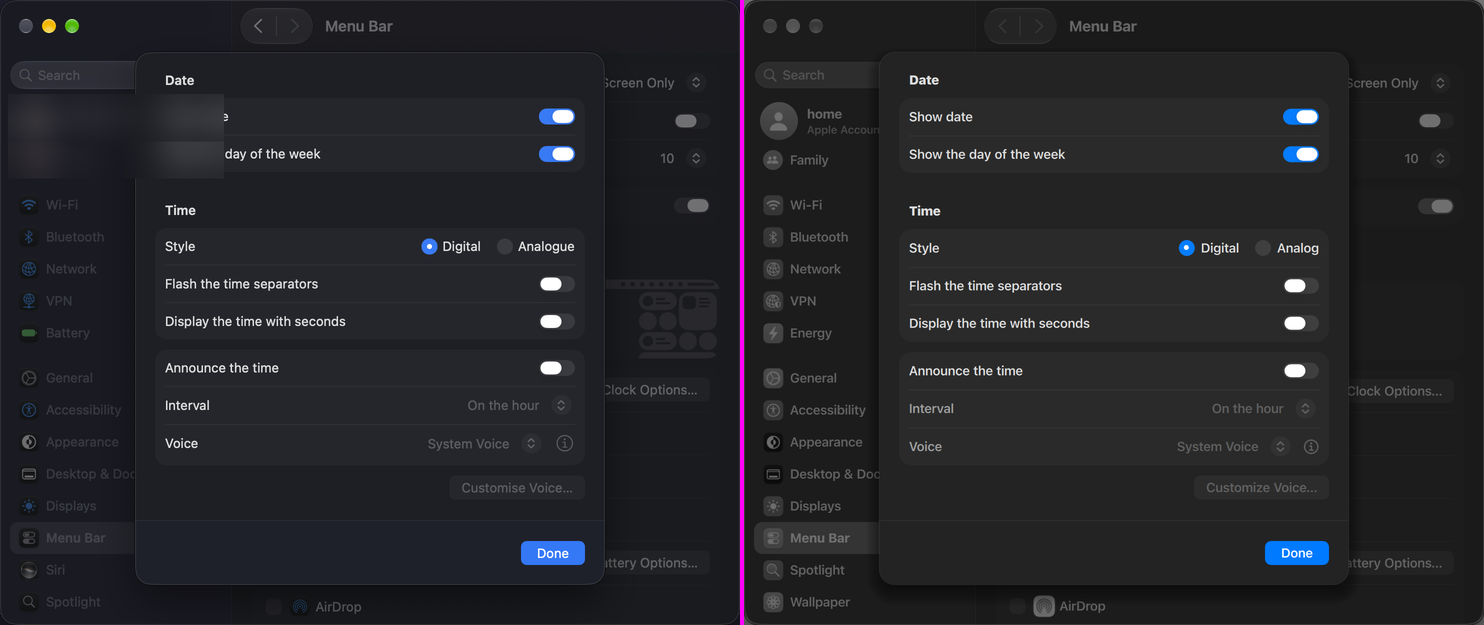 Menu Bar
Search
Screen Only
10
Wi-Fi
Bluetooth
Network
VPN
Battery
General
Accessibility
Appearance
Desktop & Doc
Displays
Menu Bar
Siri
Spotlight
Date
day of the week
Time
Style
Digital
Analogue
Flash the time separators
Display the time with seconds
Announce the time
Interval
On the hour
Voice
System Voice
Customise Voice...
Done
Clock Options...
attery Options...
AirDrop
Menu Bar
Search
Screen Only
10
home
Apple Accoun
Family
Wi-Fi
Bluetooth
Network
VPN
Energy
General
Accessibility
Appearance
Desktop & Doc
Displays
Menu Bar
Spotlight
Wallpaper
Date
Show date
Show the day of the week
Time
Style
Digital
Analog
Flash the time separators
Display the time with seconds
Announce the time
Interval
On the hour
Voice
System Voice
Customize Voice...
Done
Clock Options...
attery Options...
AirDrop